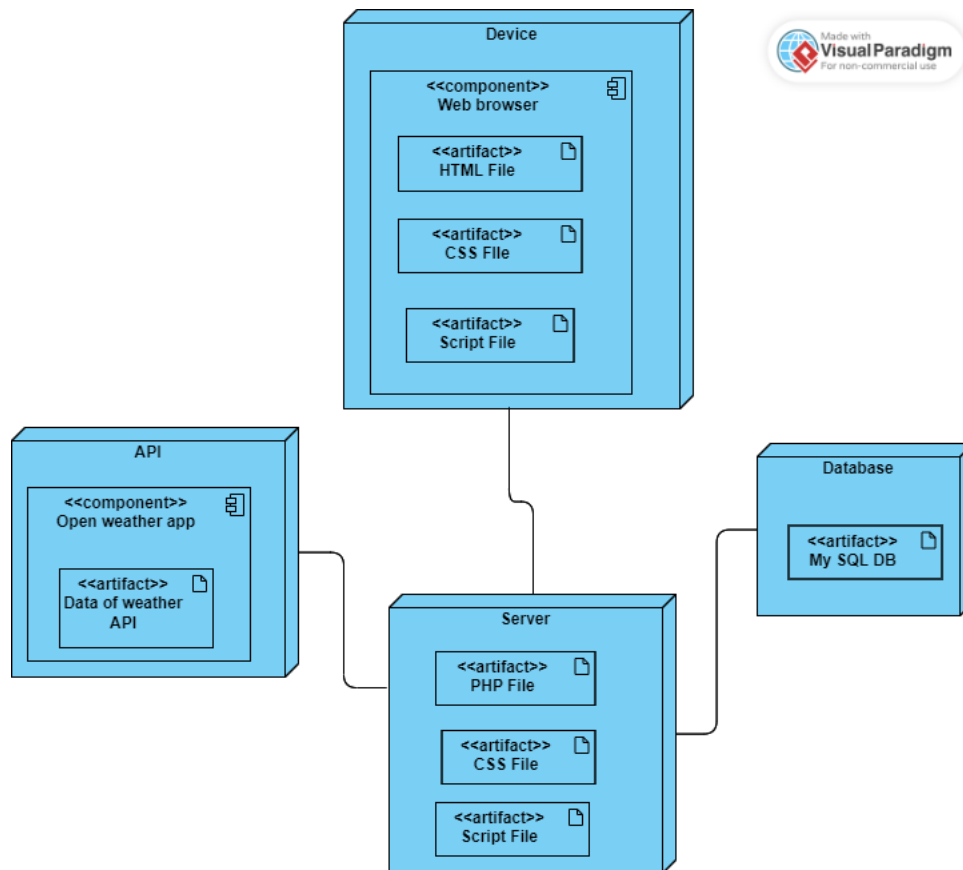 Device
Made with
Visual Paradigm
For non-commercial use
<<component>>
Web browser
<<artifact>>
HTML File
<<artifact>>
CSS FIle
<<artifact>>
Script File
API
<<component>>
Open weather app
<<artifact>>
Data of weather
API
Database
<<artifact>>
My SQL DB
Server
<<artifact>>
PHP File
<<artifact>>
CSS File
<<artifact>>
Script File